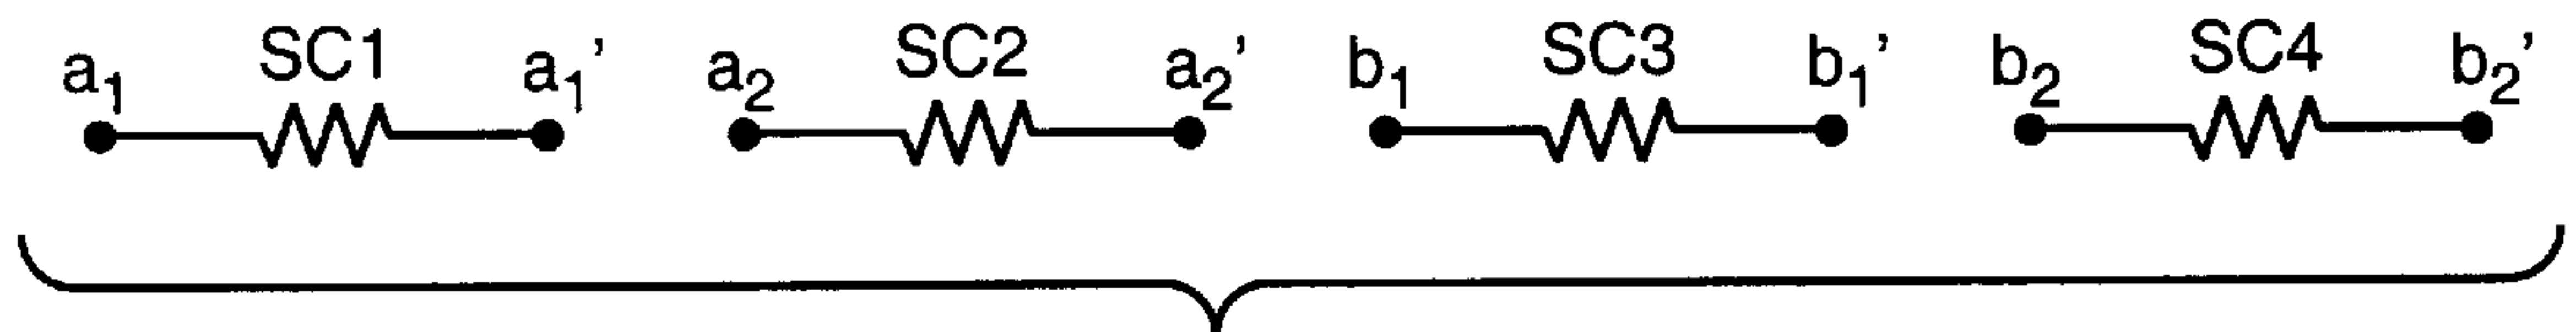 a₁ SC1 a₁’ a₂ SC2 a₂’ b₁ SC3 b₁’ b₂ SC4 b₂’